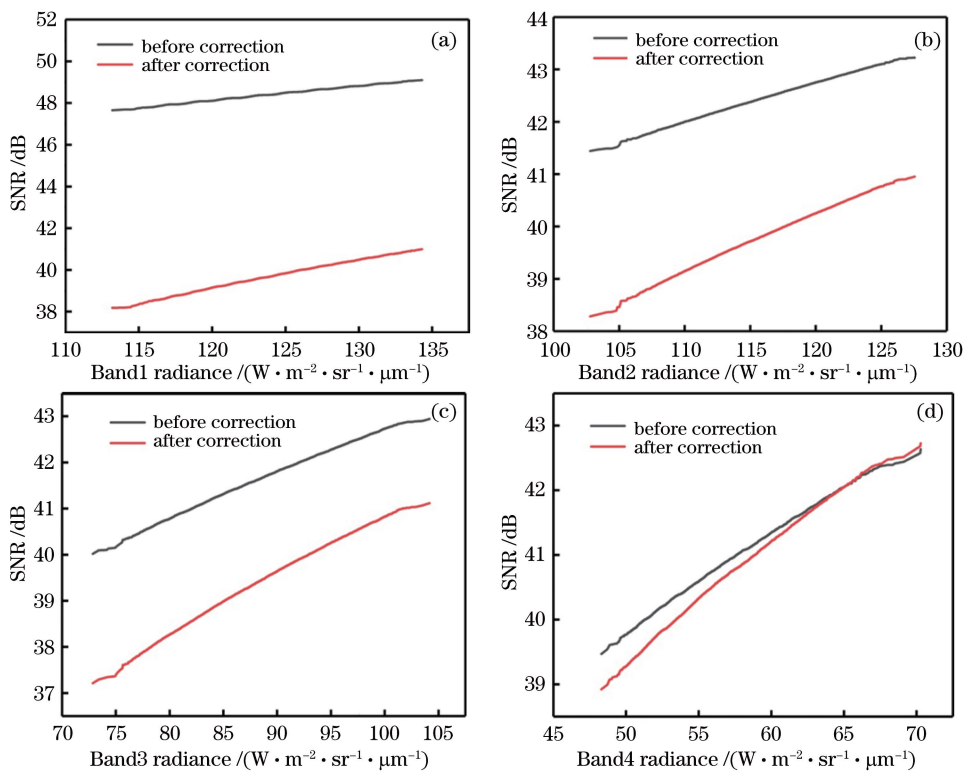 52
50
48
46
44
42
40
38
SNR /dB
before correction
after correction
(a)
110 115 120 125 130 135
Band1 radiance /(W・m⁻²・sr⁻¹・μm⁻¹)
44
43
42
41
40
39
38
SNR /dB
before correction
after correction
(b)
100 105 110 115 120 125 130
Band2 radiance /(W・m⁻²・sr⁻¹・μm⁻¹)
43
42
41
40
39
38
37
SNR /dB
before correction
after correction
(c)
70 75 80 85 90 95 100 105
Band3 radiance /(W・m⁻²・sr⁻¹・μm⁻¹)
43
42
41
40
39
SNR /dB
before correction
after correction
(d)
45 50 55 60 65 70
Band4 radiance /(W・m⁻²・sr⁻¹・μm⁻¹)